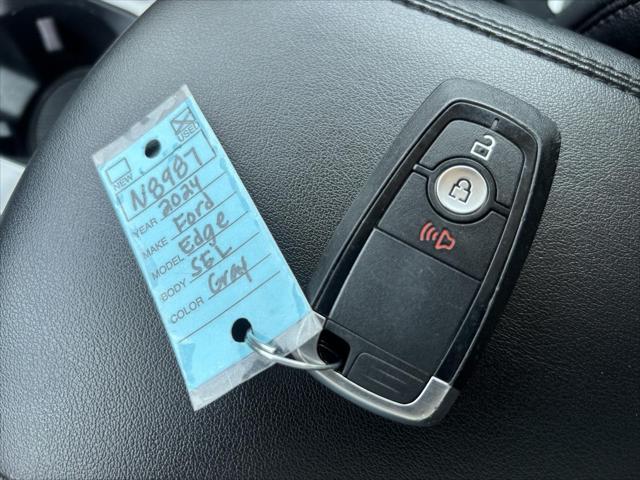 NEW USED
N8987
YEAR 2024
MAKE Ford
MODEL Edge
BODY SEL
COLOR Gray